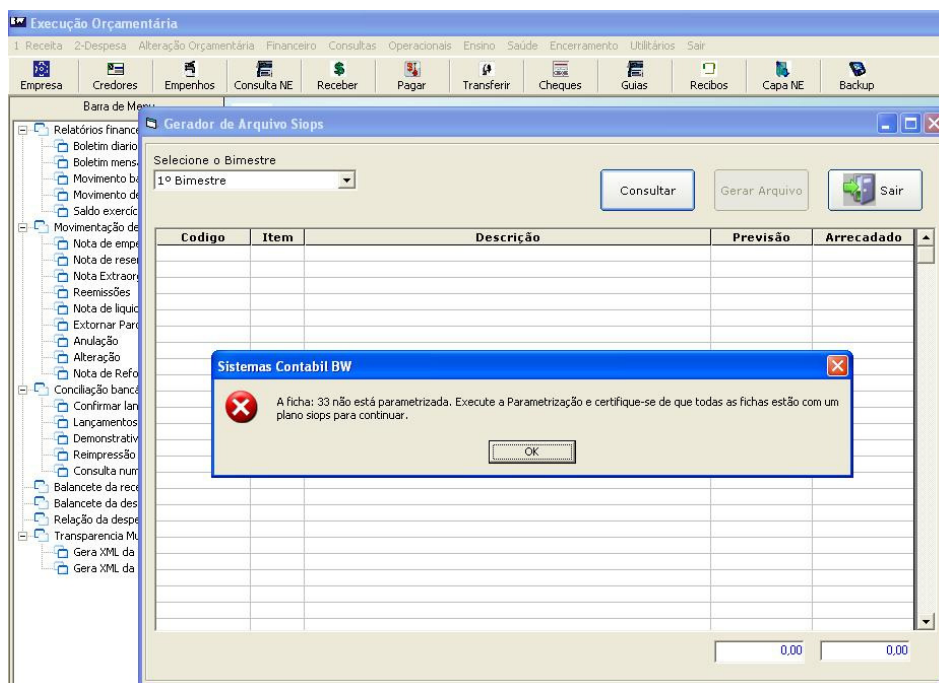 BW Execução Orçamentária
1 Receita 2-Despesa Alteração Orçamentária Financeiro Consultas Operacionais Ensino Saúde Encerramento Utilitários Sair
Empresa Credores Empenhos Consulta NE Receber Pagar Transferir Cheques Guias Recibos Capa NE Backup
Barra de Menu
Gerador de Arquivo Siops
Relatórios finance
Boletim diario
Boletim mens
Movimento ba
Movimento de
Saldo exercíc
Movimentação de
Nota de empe
Nota de rese
Nota Extraor
Reemissões
Nota de liquid
Extornar Parc
Anulação
Alteração
Nota de Refo
Conciliação bancá
Confirmar lan
Lançamentos
Demonstrativ
Reimpressão
Consulta num
Balancete da rece
Balancete da des
Relação da despe
Transparencia Mu
Gera XML da
Gera XML da
Selecione o Bimestre
1º Bimestre
Consultar Gerar Arquivo Sair
Codigo Item Descrição Previsão Arrecadado
Sistemas Contabil BW
A ficha: 33 não está parametrizada. Execute a Parametrização e certifique-se de que todas as fichas estão com um
plano siops para continuar.
OK
0,00 0,00